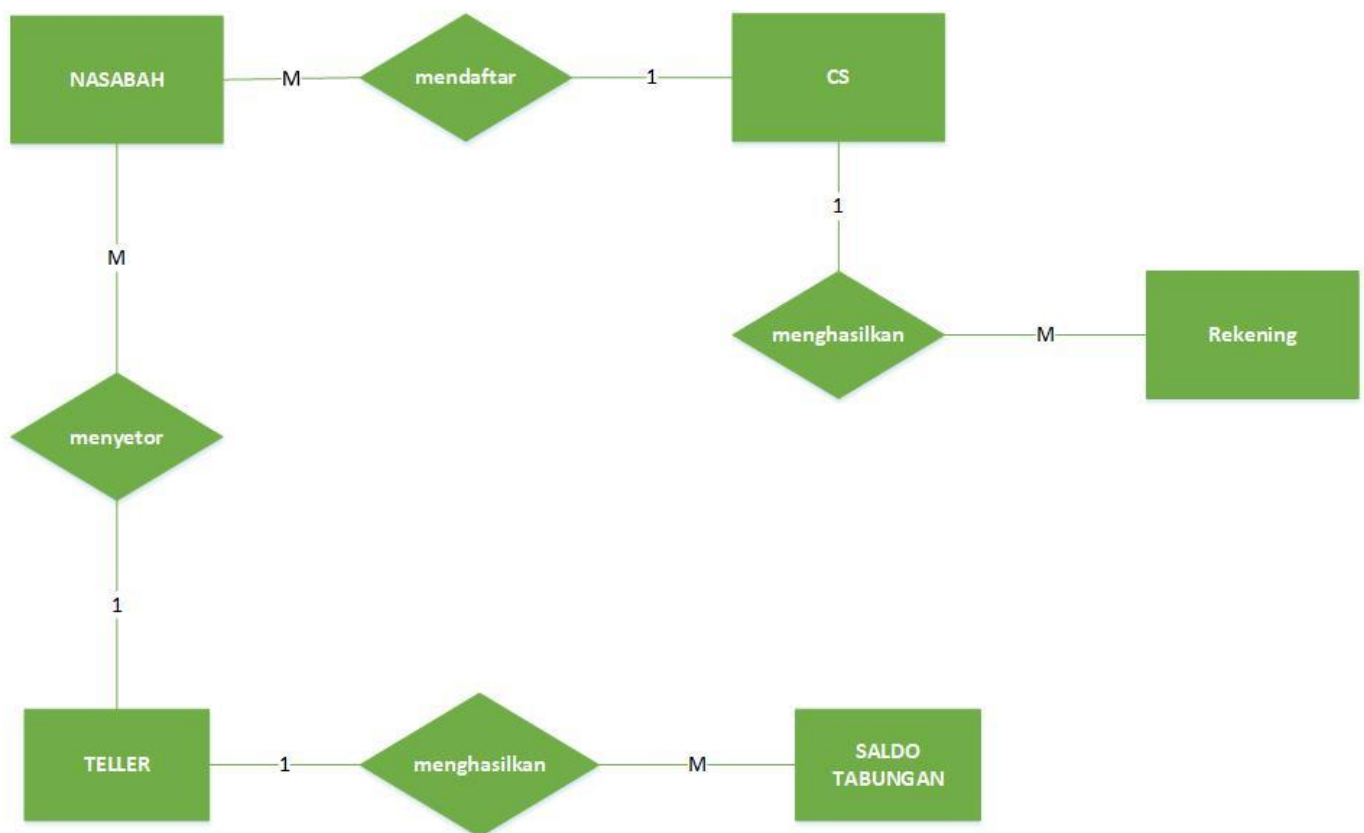 NASABAH
M
mendaftar
1
CS
1
M
menghasilkan
M
Rekening
menyetor
1
TELLER
1
menghasilkan
M
SALDO
TABUNGAN